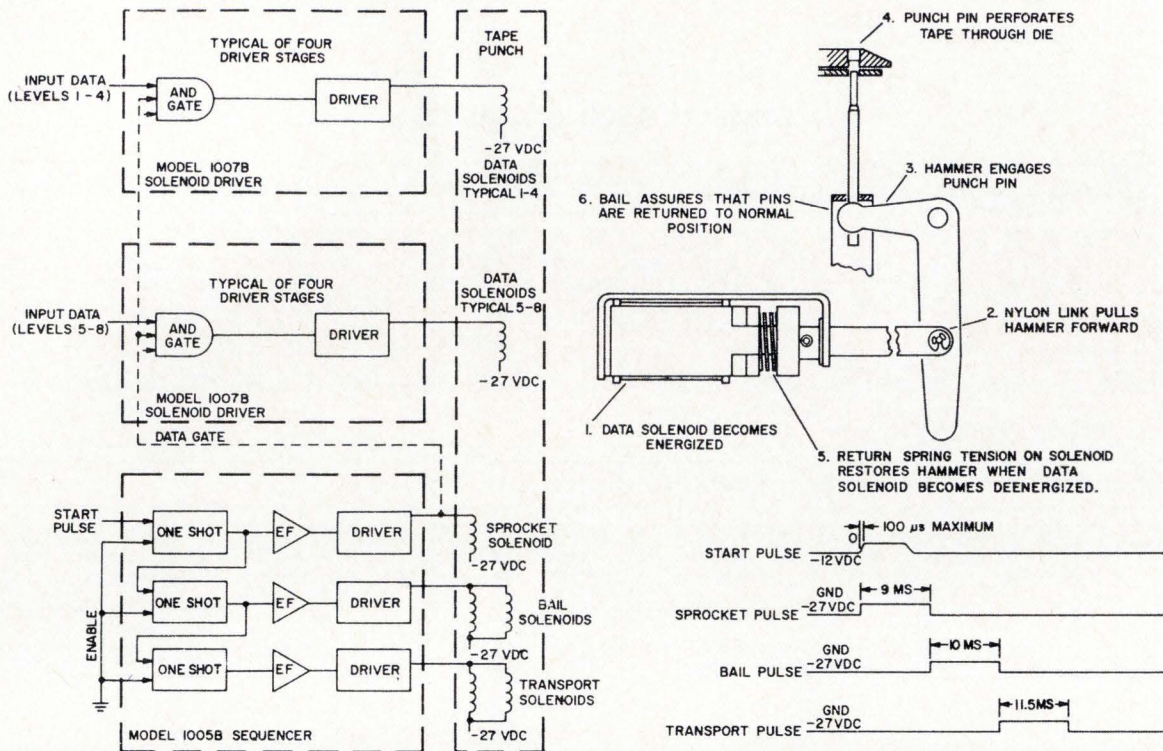 TYPICAL OF FOUR
DRIVER STAGES
INPUT DATA
(LEVELS 1-4)
AND
GATE
DRIVER
MODEL 1007B
SOLENOID DRIVER
TAPE
PUNCH
-27 VDC
DATA
SOLENOIDS
TYPICAL 1-4
TYPICAL OF FOUR
DRIVER STAGES
INPUT DATA
(LEVELS 5-8)
AND
GATE
DRIVER
MODEL 1007B
SOLENOID DRIVER
DATA
SOLENOIDS
TYPICAL 5-8
-27 VDC
DATA GATE
START
PULSE
ONE SHOT
EF
DRIVER
SPROCKET
SOLENOID
-27 VDC
ONE SHOT
EF
DRIVER
BAIL
SOLENOIDS
-27 VDC
ENABLE
ONE SHOT
EF
DRIVER
TRANSPORT
SOLENOIDS
-27 VDC
MODEL 1005B SEQUENCER
4. PUNCH PIN PERFORATES
TAPE THROUGH DIE
3. HAMMER ENGAGES
PUNCH PIN
6. BAIL ASSURES THAT PINS
ARE RETURNED TO NORMAL
POSITION
2. NYLON LINK PULLS
HAMMER FORWARD
1. DATA SOLENOID BECOMES
ENERGIZED
5. RETURN SPRING TENSION ON SOLENOID
RESTORES HAMMER WHEN DATA
SOLENOID BECOMES DEENERGIZED.
100 µs MAXIMUM
0
START PULSE
-12VDC
9 MS
GND
SPROCKET PULSE
-27VDC
10 MS
GND
BAIL PULSE
-27VDC
11.5MS
GND
TRANSPORT PULSE
-27VDC